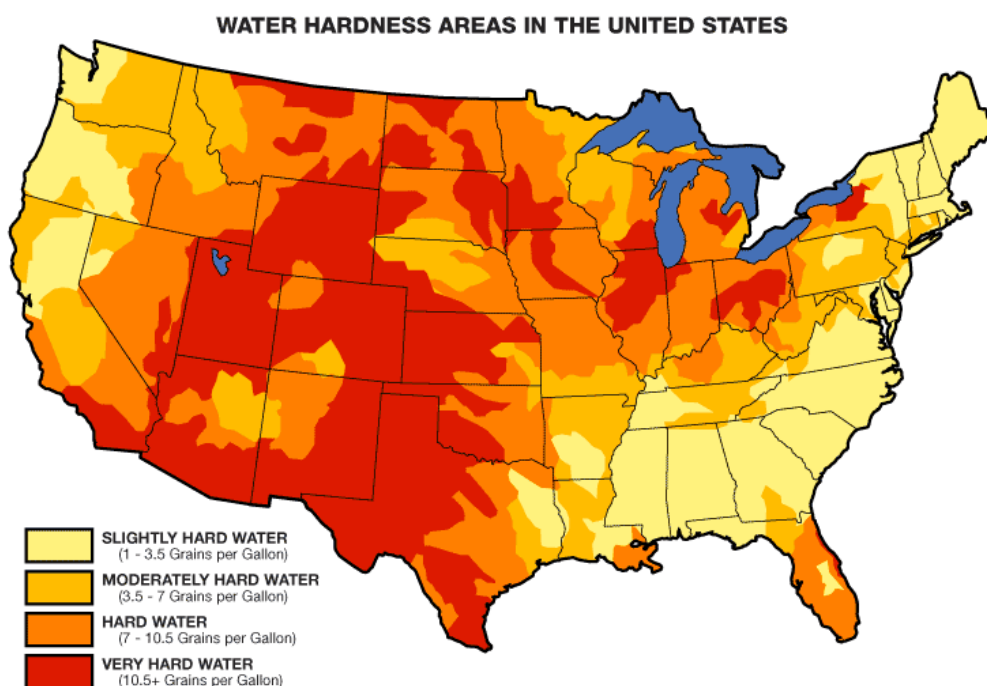 WATER HARDNESS AREAS IN THE UNITED STATES
SLIGHTLY HARD WATER
(1 - 3.5 Grains per Gallon)
MODERATELY HARD WATER
(3.5 - 7 Grains per Gallon)
HARD WATER
(7 - 10.5 Grains per Gallon)
VERY HARD WATER
(10.5+ Grains per Gallon)